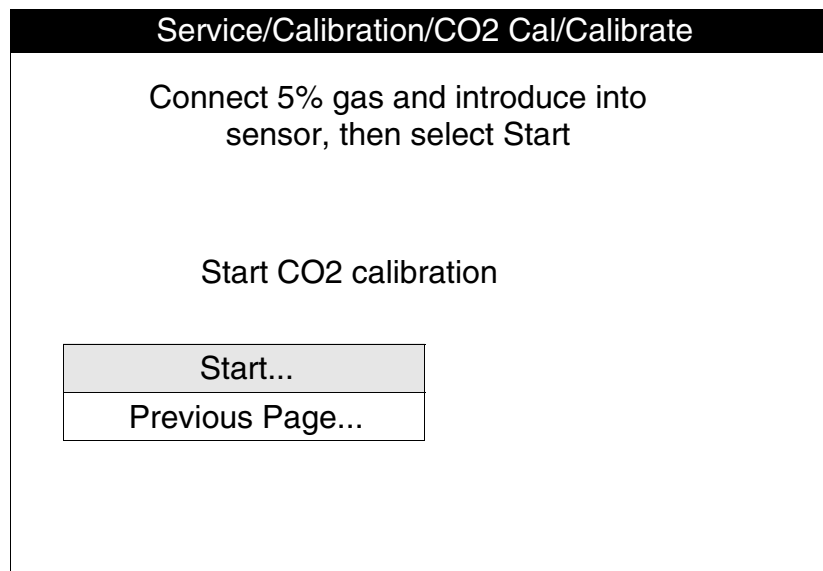 Service/Calibration/CO2 Cal/Calibrate
Connect 5% gas and introduce into
sensor, then select Start
Start CO2 calibration
Start...
Previous Page...